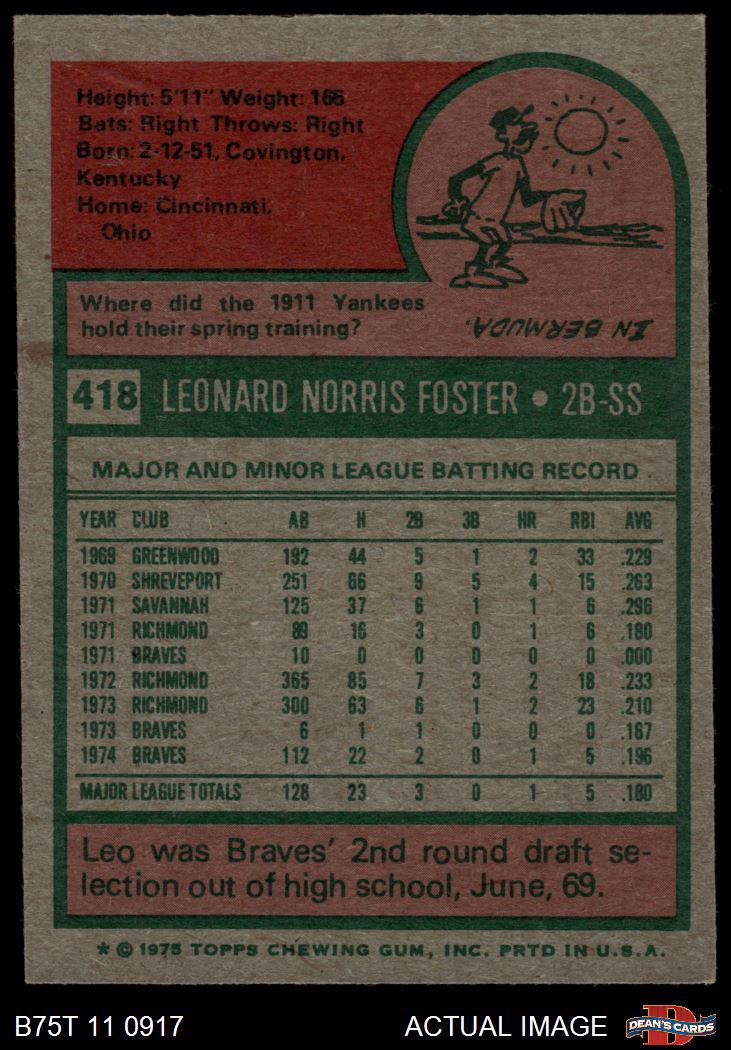 Height: 5'11" Weight: 165
Bats: Right Throws: Right
Born: 2-12-51, Covington,
Kentucky
Home: Cincinnati,
Ohio
Where did the 1911 Yankees
hold their spring training?
IN BERMUDA.
418 LEONARD NORRIS FOSTER • 2B-SS
MAJOR AND MINOR LEAGUE BATTING RECORD
YEAR CLUB AB H 2B 3B HR RBI AVG
1969 GREENWOOD 192 44 5 1 2 33 .229
1970 SHREVEPORT 251 66 9 5 4 15 .263
1971 SAVANNAH 125 37 6 1 1 6 .296
1971 RICHMOND 89 16 3 0 1 6 .180
1971 BRAVES 10 0 0 0 0 0 .000
1972 RICHMOND 365 85 7 3 2 18 .233
1973 RICHMOND 300 63 6 1 2 23 .210
1973 BRAVES 6 1 1 0 0 0 .167
1974 BRAVES 112 22 2 0 1 5 .196
MAJOR LEAGUE TOTALS 128 23 3 0 1 5 .180
Leo was Braves' 2nd round draft se-
lection out of high school, June, 69.
* © 1975 TOPPS CHEWING GUM, INC. PRTD IN U.S.A.
B75T 11 0917 ACTUAL IMAGE DEAN'S CARDS